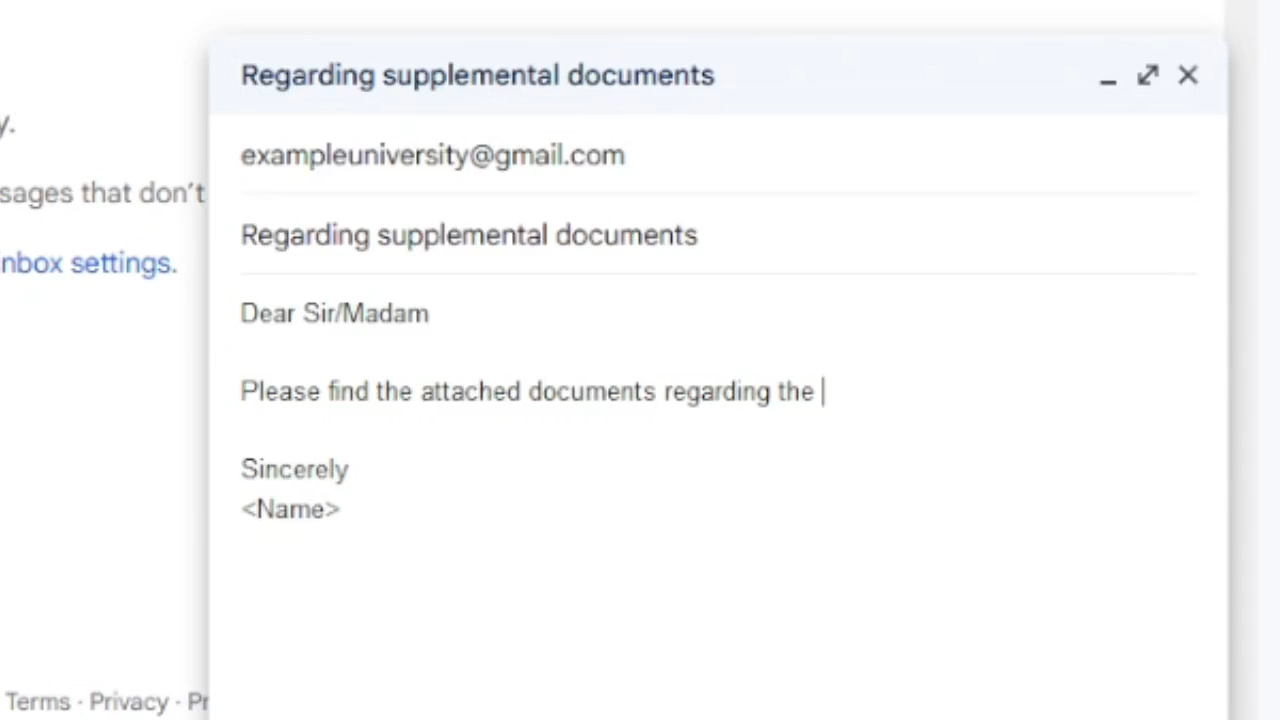 Regarding supplemental documents
y.
exampleuniversity@gmail.com
sages that don't
Regarding supplemental documents
nbox settings.
Dear Sir/Madam
Please find the attached documents regarding the
Sincerely
<Name>
Terms · Privacy · Pr